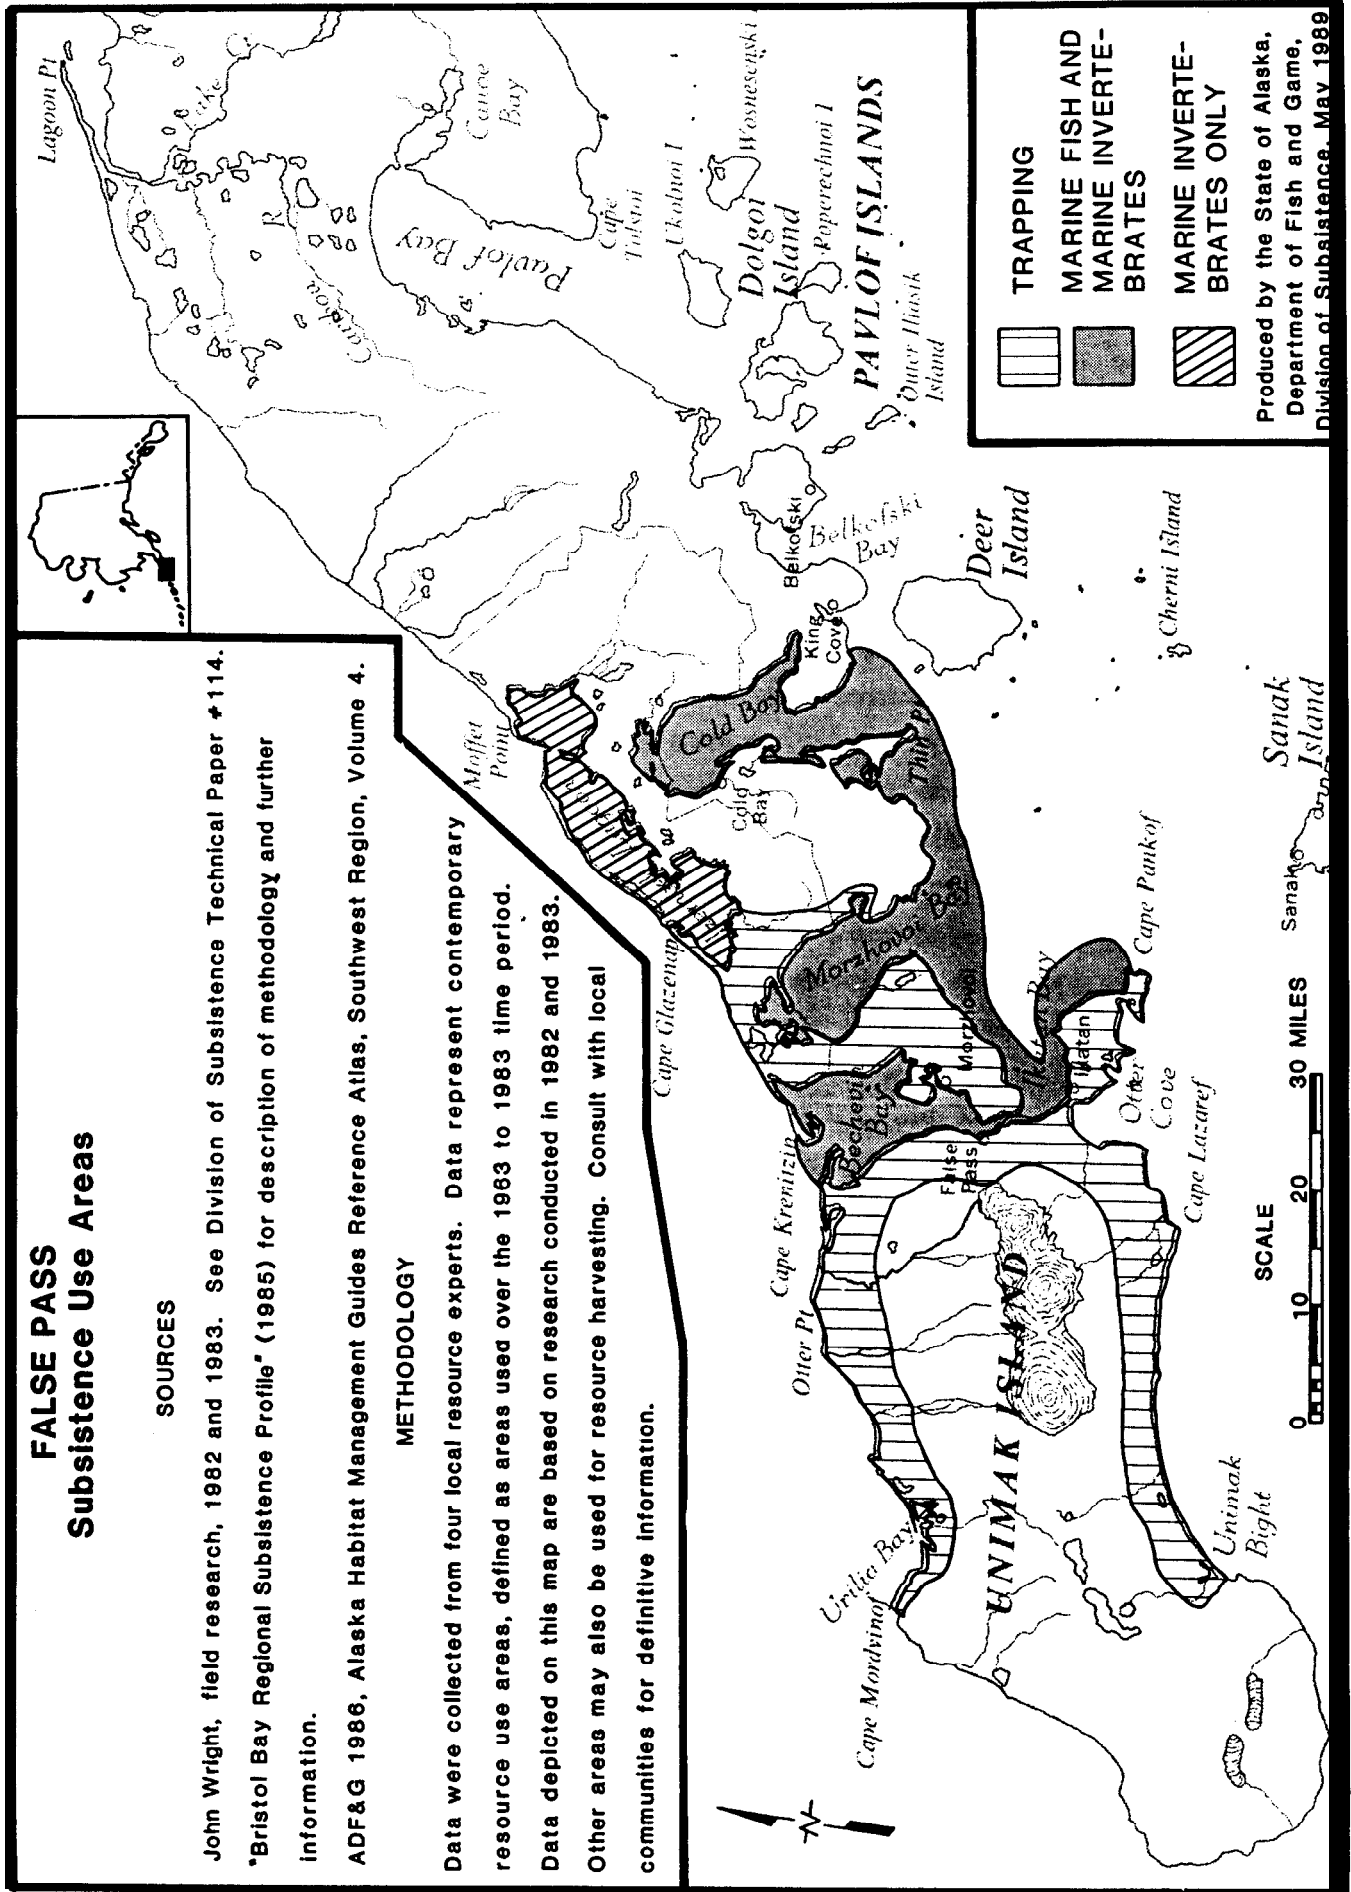 FALSE PASS
Subsistence Use Areas
SOURCES
John Wright, field research, 1982 and 1983. See Division of Subsistence Technical Paper #114.
"Bristol Bay Regional Subsistence Profile" (1985) for description of methodology and further
information.
ADF&G 1986, Alaska Habitat Management Guides Reference Atlas, Southwest Region, Volume 4.
METHODOLOGY
Data were collected from four local resource experts. Data represent contemporary
resource use areas, defined as areas used over the 1963 to 1983 time period.
Data depicted on this map are based on research conducted in 1982 and 1983.
Other areas may also be used for resource harvesting. Consult with local
communities for definitive information.
Lagoon Pt
Lake
Caribou
R
Canoe
Bay
Pavlof Bay
Cape
Tolstoi
Ukolnoi I
Wosnesenski
Dolgoi
Island
Poperechnoi I
PAVLOF ISLANDS
Outer Iliasik
Island
Moffet
Point
Belkofski
Belkofski
Bay
King
Cove
Deer
Island
Cherni Island
Cold Bay
Cold
Bay
Thin Pt
Cape Glazenap
Morzhovoi
Bay
Morzhovoi
Sanak
Island
Sanak
Cape Pankof
Bay
Ikatan
Otter
Cove
Cape Lazaref
Bechevin
Bay
False
Pass
Cape Krenitzin
Otter Pt
UNIMAK ISLAND
Urilia Bay
Cape Mordvinof
Unimak
Bight
N
SCALE
0 10 20 30 MILES
TRAPPING
MARINE FISH AND
MARINE INVERTE-
BRATES
MARINE INVERTE-
BRATES ONLY
Produced by the State of Alaska,
Department of Fish and Game,
Division of Subsistence, May 1989